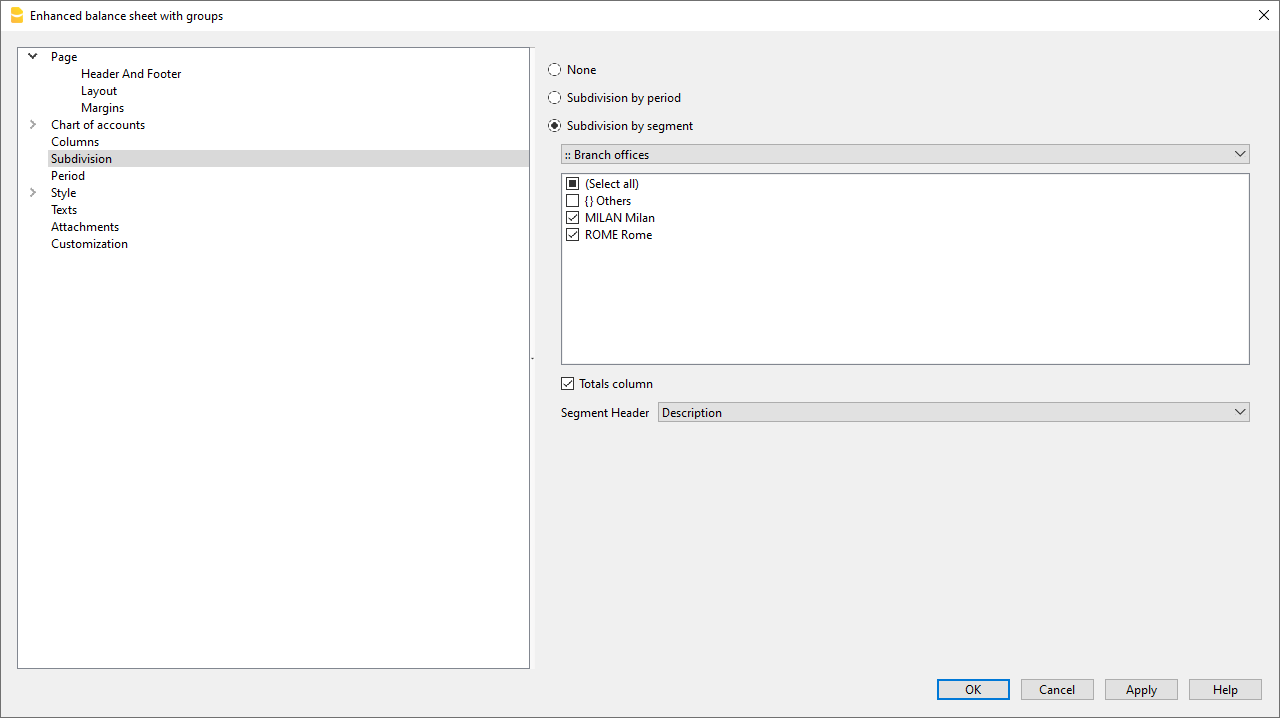 Enhanced balance sheet with groups
Page
Header And Footer
Layout
Margins
Chart of accounts
Columns
Subdivision
Period
Style
Texts
Attachments
Customization
None
Subdivision by period
Subdivision by segment
:: Branch offices
(Select all)
{} Others
MILAN Milan
ROME Rome
Totals column
Segment Header Description
OK Cancel Apply Help